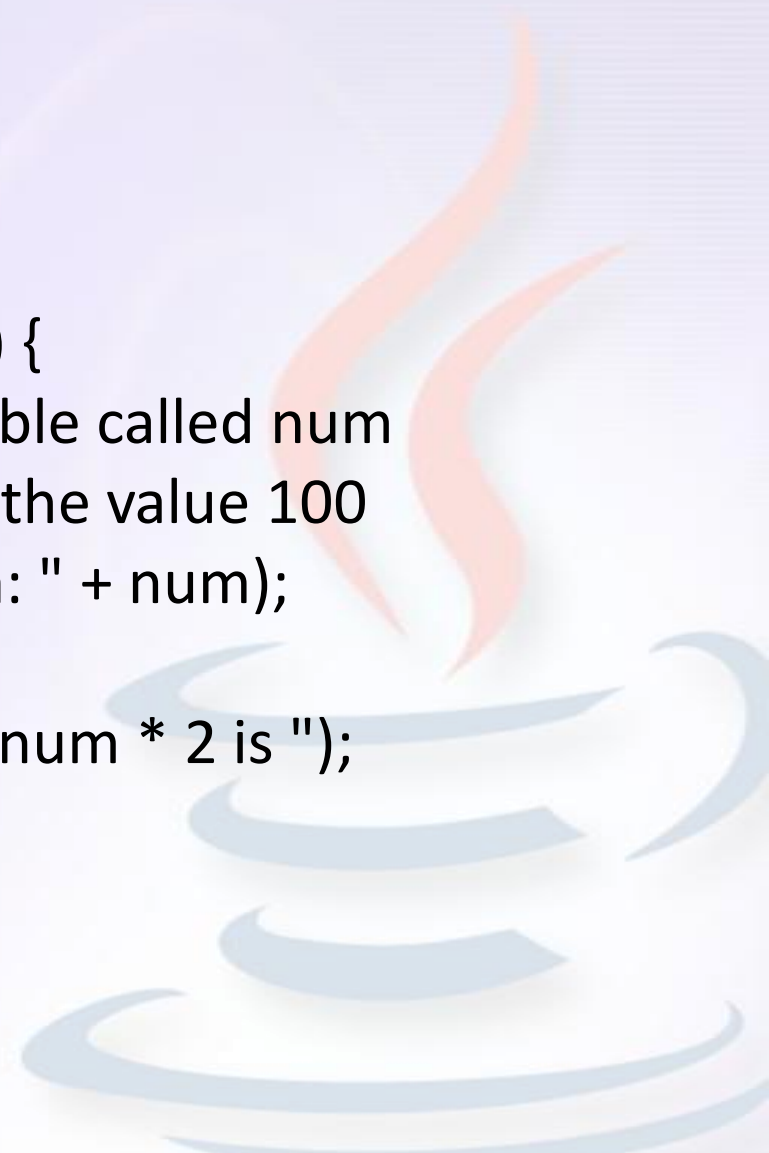 ) {
ble called num
the value 100
: " + num);
num * 2 is ");